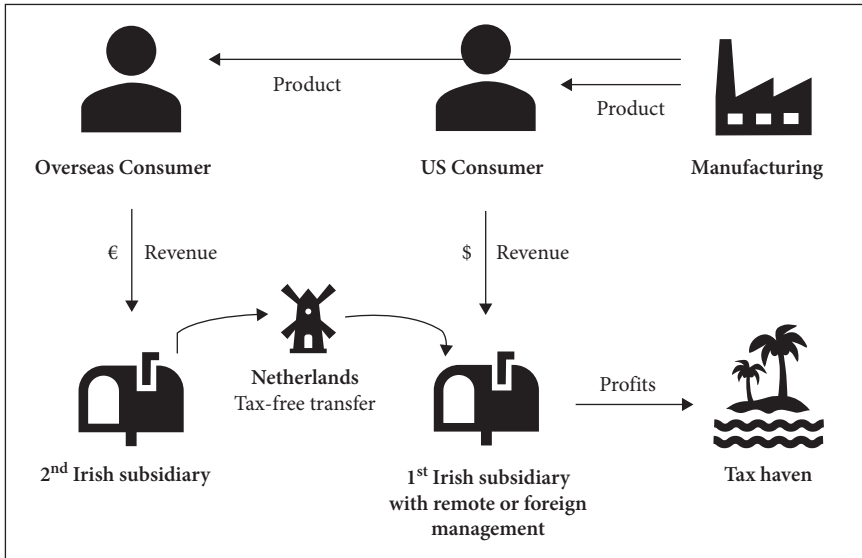 Product
Product
Overseas Consumer
US Consumer
Manufacturing
€ Revenue
$ Revenue
Netherlands
Tax-free transfer
Profits
2nd Irish subsidiary
1st Irish subsidiary
with remote or foreign
management
Tax haven